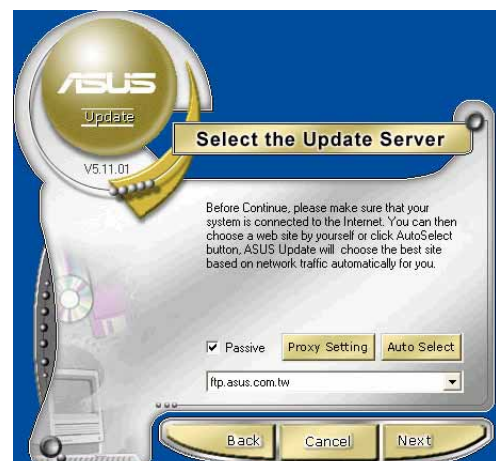 ASUS
Update
V5.11.01
Select the Update Server
Before Continue, please make sure that your
system is connected to the Internet. You can then
choose a web site by yourself or click AutoSelect
button, ASUS Update will choose the best site
based on network traffic automatically for you.
Passive
Proxy Setting
Auto Select
ftp.asus.com.tw
Back
Cancel
Next